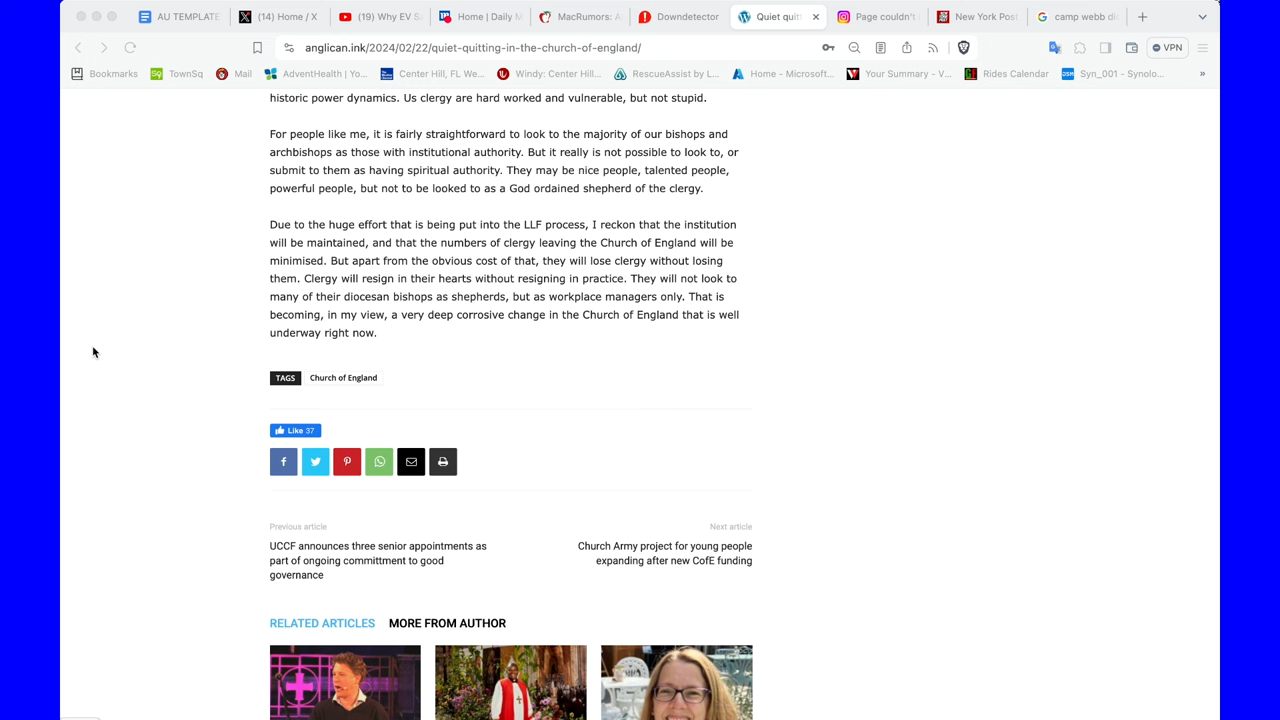 AU TEMPLATE
(14) Home / X
(19) Why EV S
Home | Daily M
MacRumors: A
Downdetector
Quiet quit
Page couldn't
New York Post
camp webb di
anglican.ink/2024/02/22/quiet-quitting-in-the-church-of-england/
VPN
Bookmarks
TownSq
Mail
AdventHealth | Yo...
Center Hill, FL We...
Windy: Center Hill...
RescueAssist by L...
Home - Microsoft...
Your Summary - V...
Rides Calendar
Syn_001 - Synolo...
historic power dynamics. Us clergy are hard worked and vulnerable, but not stupid.
For people like me, it is fairly straightforward to look to the majority of our bishops and
archbishops as those with institutional authority. But it really is not possible to look to, or
submit to them as having spiritual authority. They may be nice people, talented people,
powerful people, but not to be looked to as a God ordained shepherd of the clergy.
Due to the huge effort that is being put into the LLF process, I reckon that the institution
will be maintained, and that the numbers of clergy leaving the Church of England will be
minimised. But apart from the obvious cost of that, they will lose clergy without losing
them. Clergy will resign in their hearts without resigning in practice. They will not look to
many of their diocesan bishops as shepherds, but as workplace managers only. That is
becoming, in my view, a very deep corrosive change in the Church of England that is well
underway right now.
TAGS Church of England
Like 37
Previous article
Next article
UCCF announces three senior appointments as
part of ongoing committment to good
governance
Church Army project for young people
expanding after new CofE funding
RELATED ARTICLES MORE FROM AUTHOR